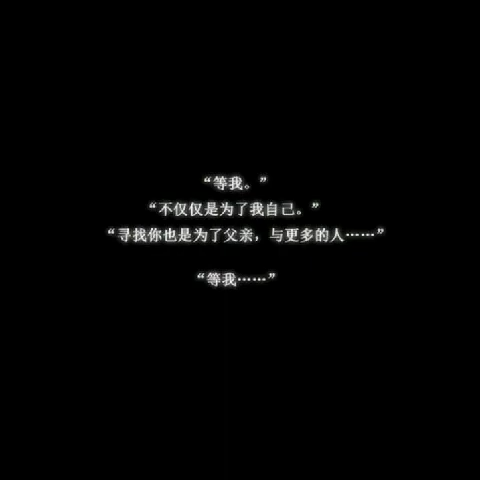 “等我。”
“不仅仅是为了我自己。”
“寻找你也是为了父亲，与更多的人……”
“等我……”